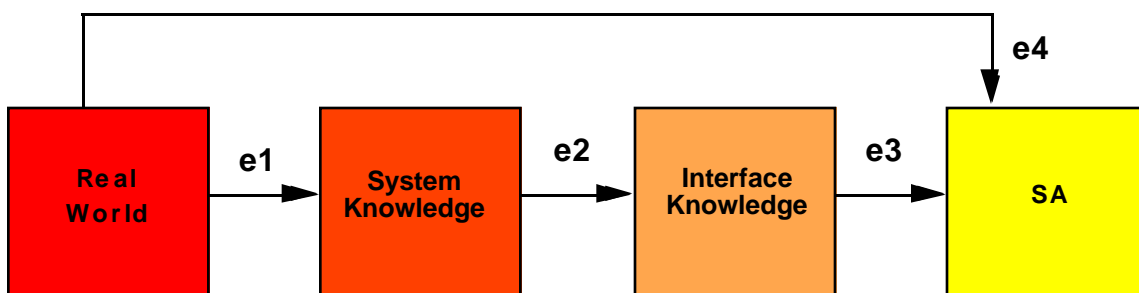 e4
Real
World
e1
System
Knowledge
e2
Interface
Knowledge
e3
SA